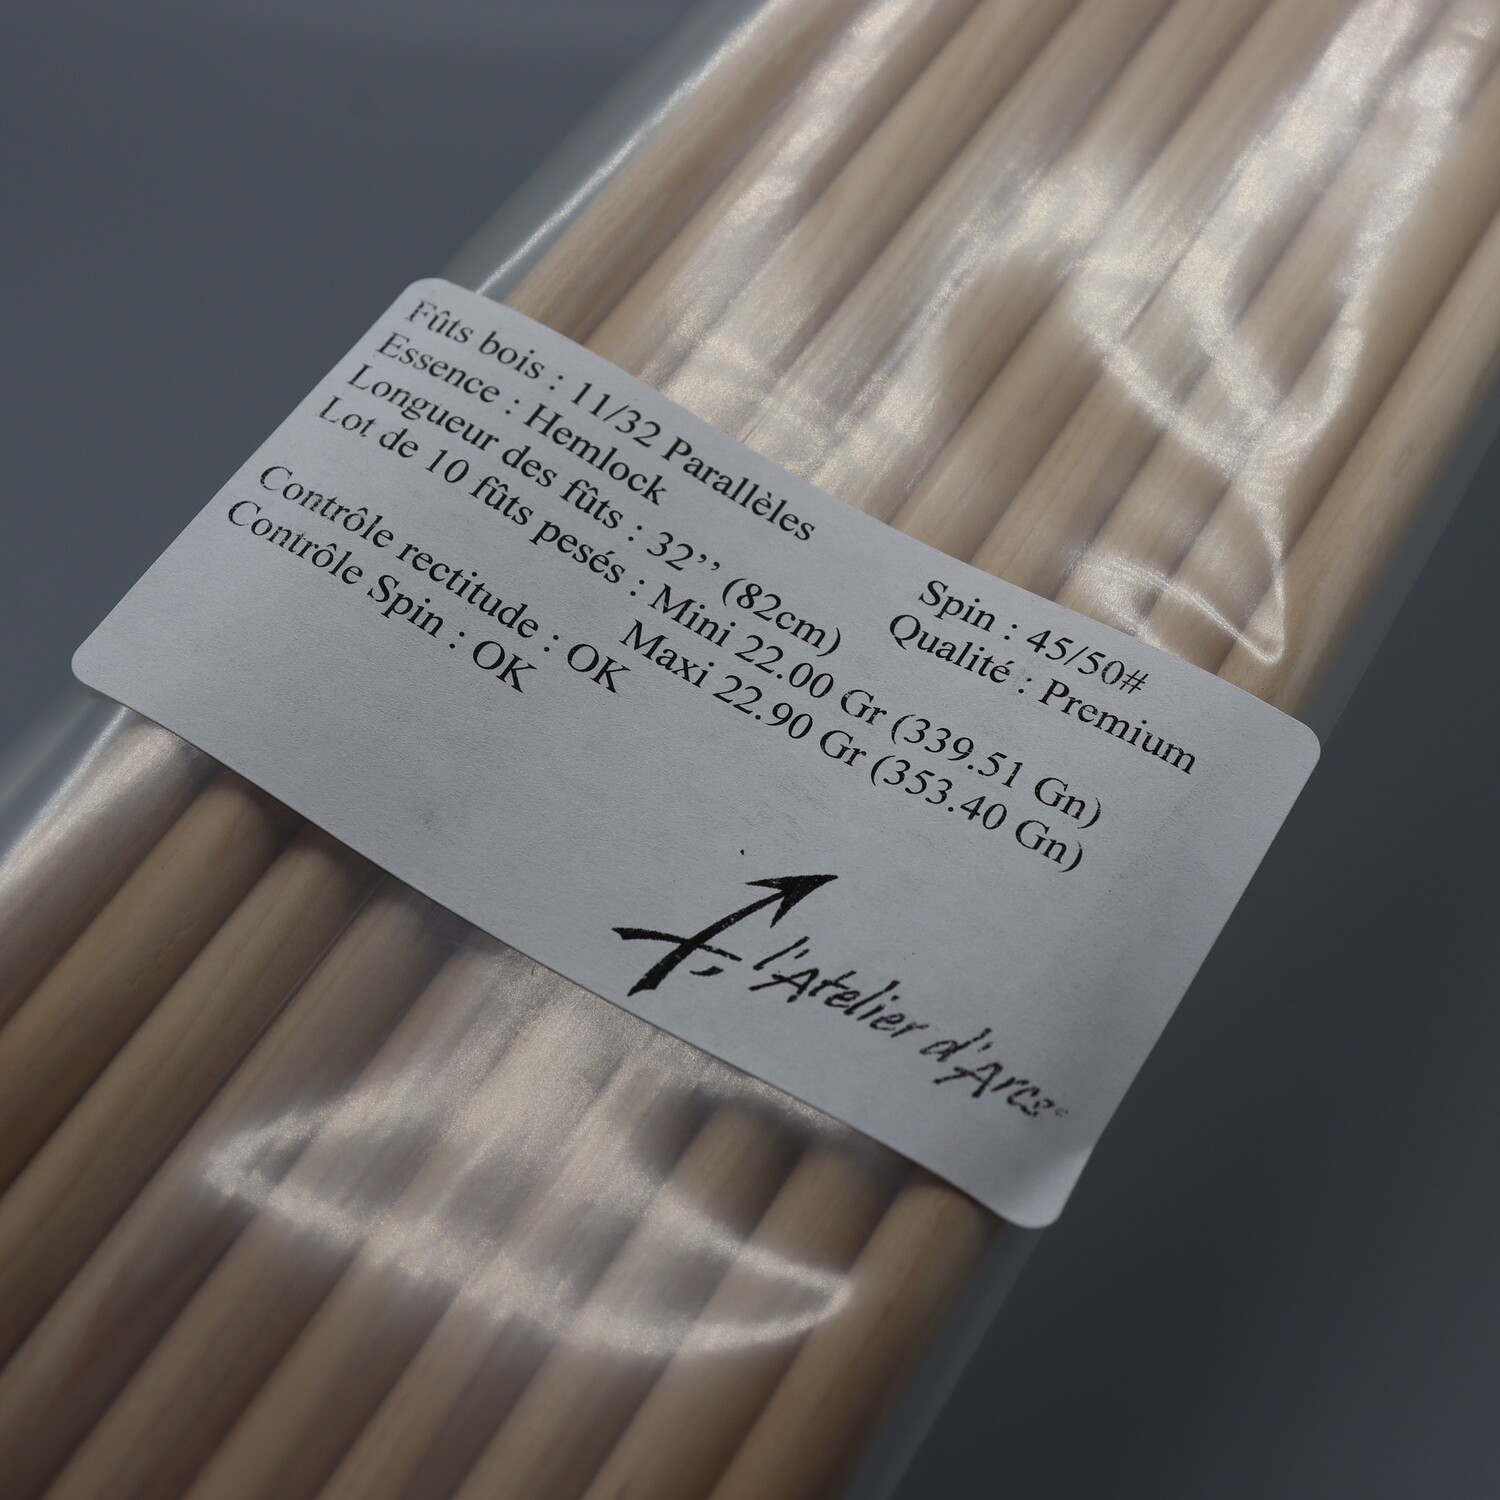 Fûts bois : 11/32 Parallèles
Spin : 45/50#
Essence : Hemlock
Qualité : Premium
Longueur des fûts : 32’’ (82cm)
Lot de 10 fûts pesés : Mini 22.00 Gr (339.51 Gn)
Maxi 22.90 Gr (353.40 Gn)
Contrôle rectitude : OK
Contrôle Spin : OK
l'Atelier d'Arcs